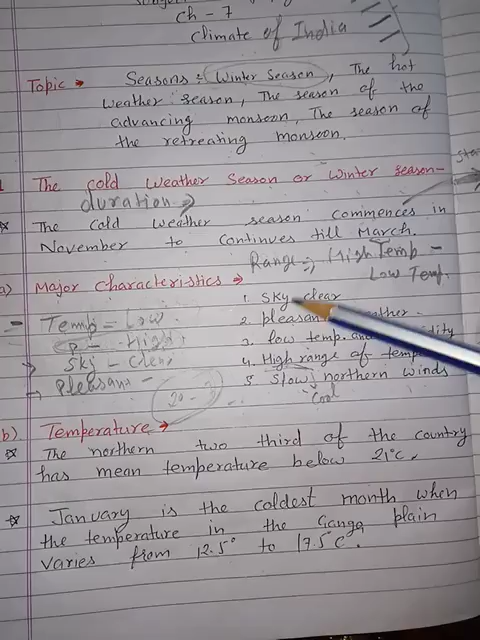 Ch - 7
Climate of India
Topic → Seasons : Winter Season, The hot
weather season, The season of the
advancing monsoon, The season of
the retreating monsoon.
The cold weather Season or Winter season-
duration →
The cold weather season commences in
November to continues till March.
Range → High Temp -
Low Temp.
a) Major Characteristics →
1. Sky clear
2. pleasant
3. low temp. and
4. High range of temp
5. Slow northern winds
Cool
- Temp = Low
P - High
Sky - Clear
→ Pleasant -
20 -
b) Temperature →
The northern two third of the country
has mean temperature below 21°c.
January is the coldest month when
the temperature in the Ganga plain
varies from 12.5° to 17.5 c°.